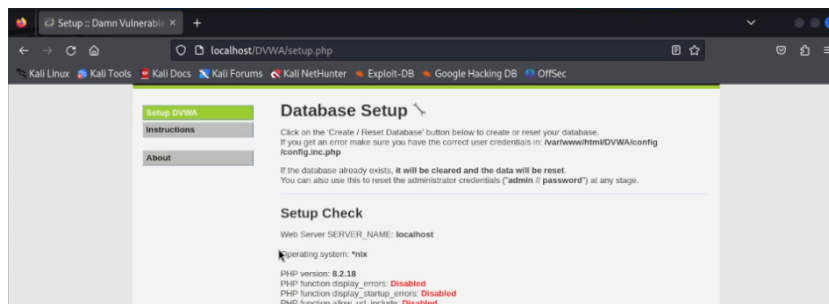 Setup :: Damn Vulnerable
localhost/DVWA/setup.php
Kali Linux Kali Tools Kali Docs Kali Forums Kali NetHunter Exploit-DB Google Hacking DB OffSec
Setup DVWA
Instructions
About
Database Setup
Click on the 'Create / Reset Database' button below to create or reset your database.
If you get an error make sure you have the correct user credentials in: /var/www/html/DVWA/config
/config.inc.php
If the database already exists, it will be cleared and the data will be reset.
You can also use this to reset the administrator credentials ("admin // password") at any stage.
Setup Check
Web Server SERVER_NAME: localhost
Operating system: *nix
PHP version: 8.2.18
PHP function display_errors: Disabled
PHP function display_startup_errors: Disabled
PHP function allow_url_include: Disabled